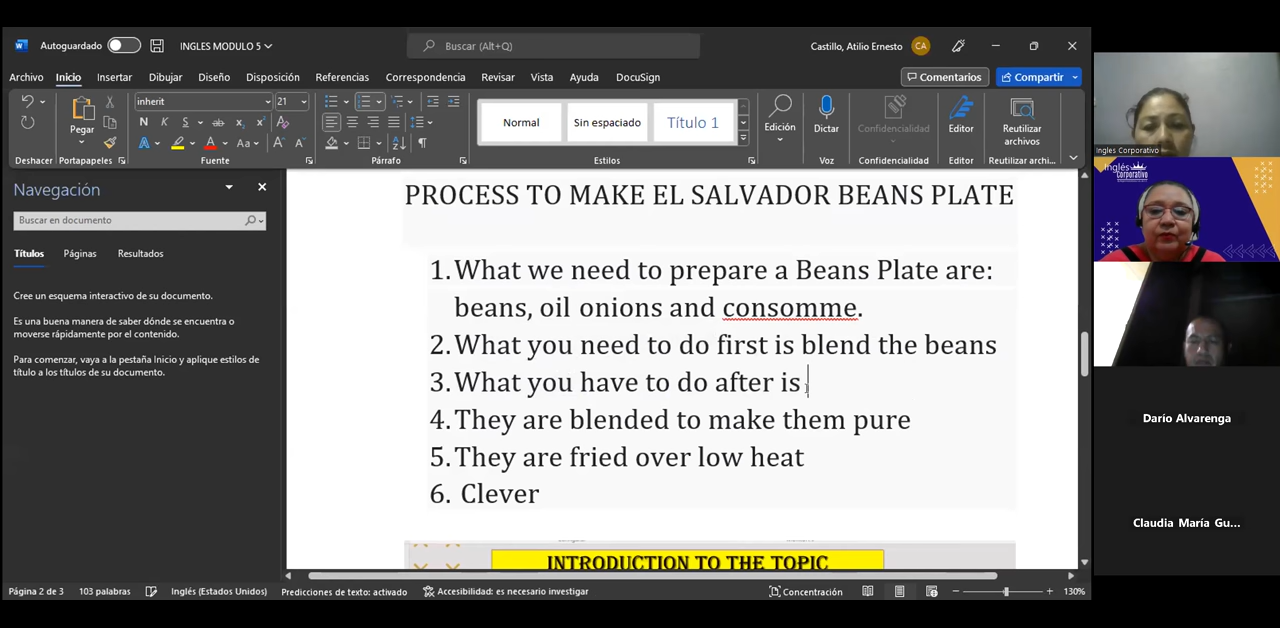 Autoguardado
INGLES MODULO 5
Buscar (Alt+Q)
Castillo, Atilio Ernesto
CA
Archivo Inicio Insertar Dibujar Diseño Disposición Referencias Correspondencia Revisar Vista Ayuda DocuSign
Comentarios
Compartir
Pegar
inherit
21
Normal
Sin espaciado
Título 1
Edición
Dictar
Confidencialidad
Editor
Reutilizar
archivos
Deshacer Portapapeles Fuente Párrafo Estilos Voz Confidencialidad Editor Reutilizar archi...
Navegación
Buscar en documento
Títulos Páginas Resultados
Cree un esquema interactivo de su documento.
Es una buena manera de saber dónde se encuentra o
moverse rápidamente por el contenido.
Para comenzar, vaya a la pestaña Inicio y aplique estilos de
título a los títulos de su documento.
PROCESS TO MAKE EL SALVADOR BEANS PLATE
1. What we need to prepare a Beans Plate are:
beans, oil onions and consomme.
2. What you need to do first is blend the beans
3. What you have to do after is
4. They are blended to make them pure
5. They are fried over low heat
6. Clever
INTRODUCTION TO THE TOPIC
Página 2 de 3 103 palabras Inglés (Estados Unidos) Predicciones de texto: activado Accesibilidad: es necesario investigar Concentración 130%
Ingles Corporativo
Inglés
Corporativo
Darío Alvarenga
Claudia María Gu...